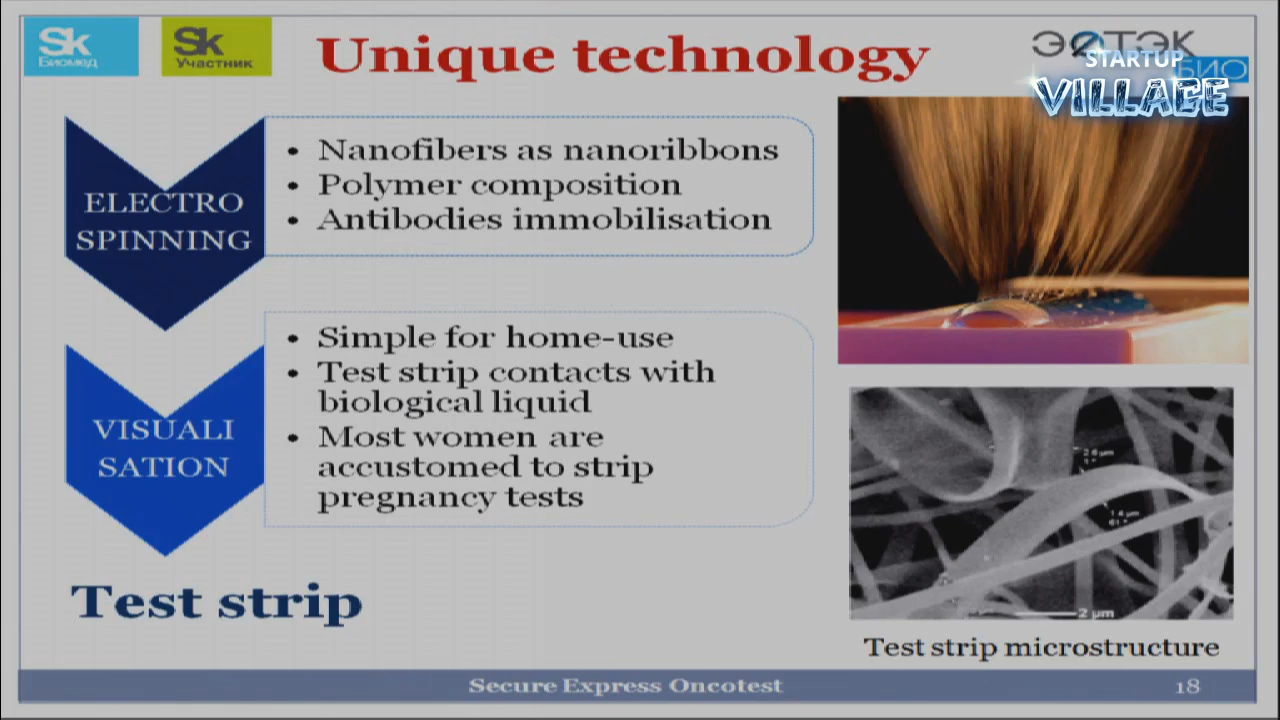 Sk
Биомед
Sk
Участник
Unique technology
ЭФТЭК
БИО
STARTUP
VILLAGE
ELECTRO
SPINNING
• Nanofibers as nanoribbons
• Polymer composition
• Antibodies immobilisation
VISUALI
SATION
• Simple for home-use
• Test strip contacts with
biological liquid
• Most women are
accustomed to strip
pregnancy tests
2 µm
Test strip
Test strip microstructure
Secure Express Oncotest
18